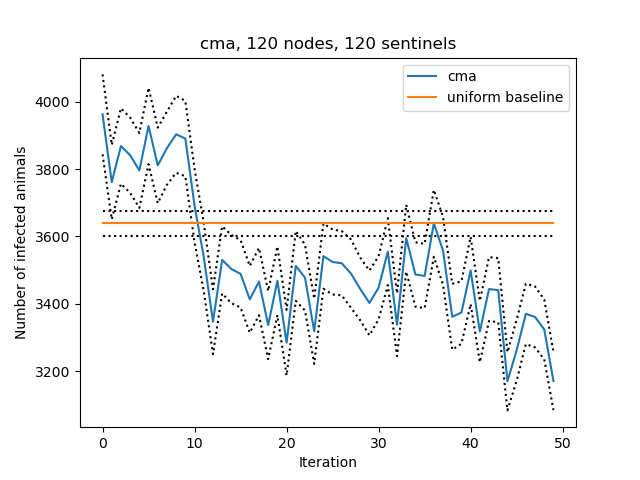 cma, 120 nodes, 120 sentinels
cma
uniform baseline
4000
3800
3600
3400
3200
Number of infected animals
0
10
20
30
40
50
Iteration